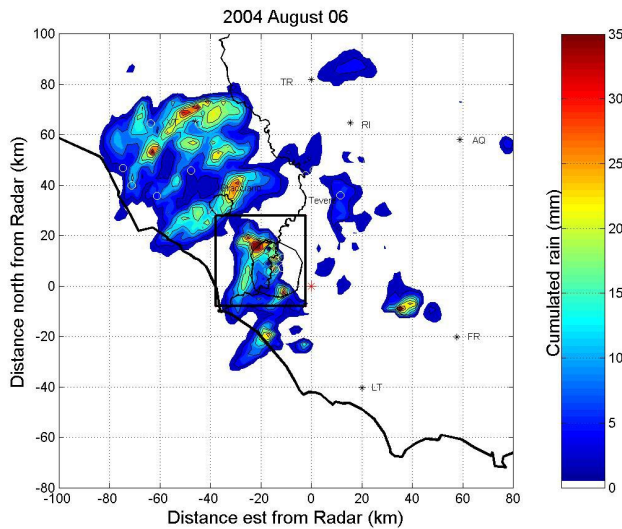 2004 August 06
100
80
60
40
20
0
-20
-40
-60
-80
-100
-80
-60
-40
-20
0
20
40
60
80
Distance north from Radar (km)
Distance est from Radar (km)
TR
RI
AQ
Tevere
FR
LT
35
30
25
20
15
10
5
0
Cumulated rain (mm)